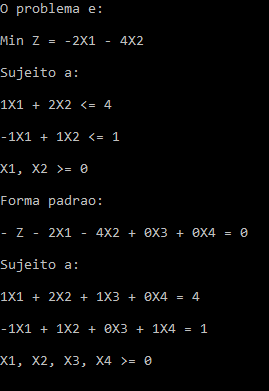 O problema e:
Min Z = -2X1 - 4X2
Sujeito a:
1X1 + 2X2 <= 4
-1X1 + 1X2 <= 1
X1, X2 >= 0
Forma padrao:
- Z - 2X1 - 4X2 + 0X3 + 0X4 = 0
Sujeito a:
1X1 + 2X2 + 1X3 + 0X4 = 4
-1X1 + 1X2 + 0X3 + 1X4 = 1
X1, X2, X3, X4 >= 0